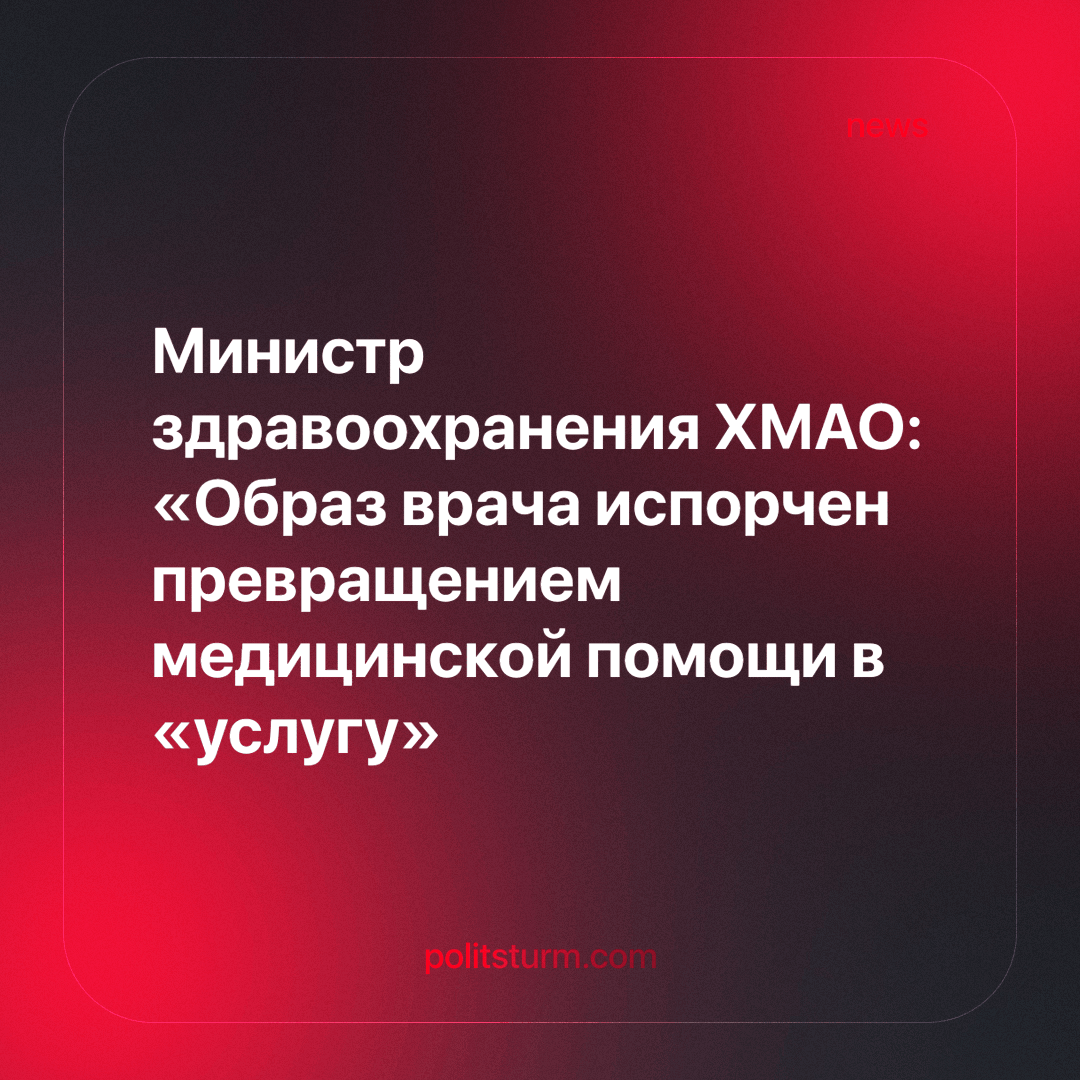 news
Министр
здравоохранения ХМАО:
«Образ врача испорчен
превращением
медицинской помощи в
«услугу»
politsturm.com